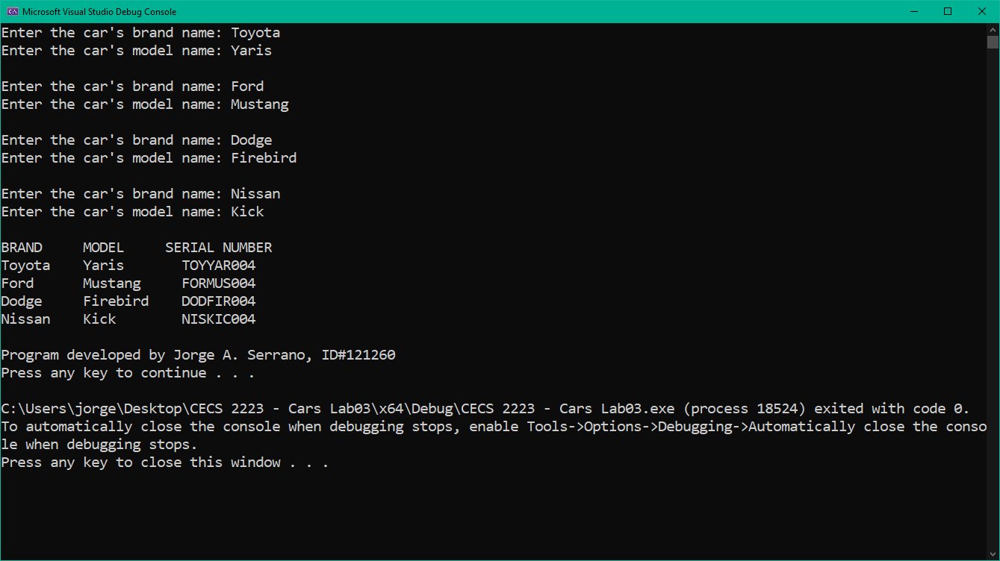 Microsoft Visual Studio Debug Console
Enter the car's brand name: Toyota
Enter the car's model name: Yaris
Enter the car's brand name: Ford
Enter the car's model name: Mustang
Enter the car's brand name: Dodge
Enter the car's model name: Firebird
Enter the car's brand name: Nissan
Enter the car's model name: Kick
BRAND MODEL SERIAL NUMBER
Toyota Yaris TOYYAR004
Ford Mustang FORMUS004
Dodge Firebird DODFIR004
Nissan Kick NISKIC004
Program developed by Jorge A. Serrano, ID#121260
Press any key to continue . . .
C:\Users\jorge\Desktop\CECS 2223 - Cars Lab03\x64\Debug\CECS 2223 - Cars Lab03.exe (process 18524) exited with code 0.
To automatically close the console when debugging stops, enable Tools->Options->Debugging->Automatically close the conso
le when debugging stops.
Press any key to close this window . . .